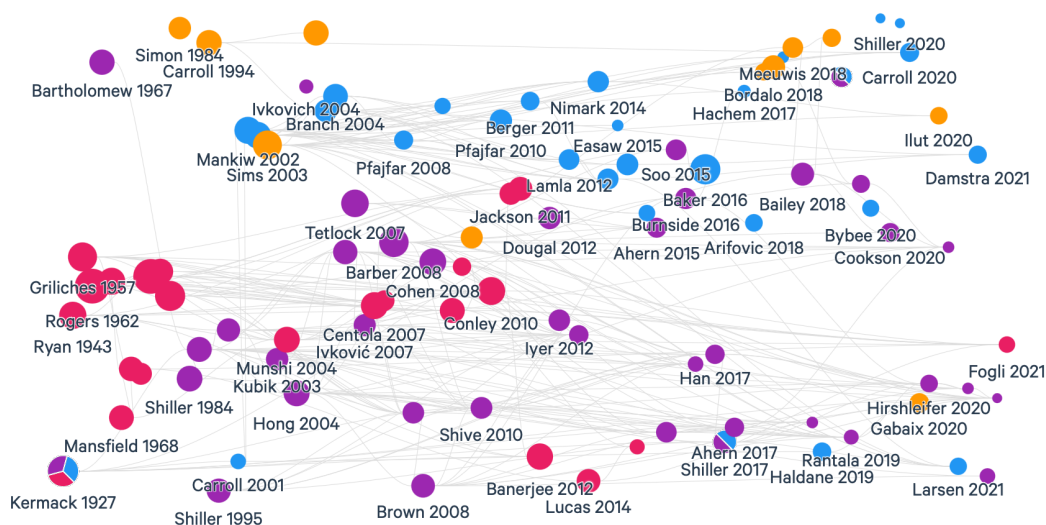 Simon 1984
Carroll 1994
Bartholomew 1967
Shiller 2020
Carroll 2020
Meeuwis 2018
Bordalo 2018
Hachem 2017
Ivkovich 2004
Branch 2004
Nimark 2014
Berger 2011
Ilut 2020
Mankiw 2002
Sims 2003
Pfajfar 2008
Pfajfar 2010
Easaw 2015
Soo 2015
Damstra 2021
Lamla 2012
Baker 2016
Bailey 2018
Jackson 2011
Burnside 2016
Tetlow 2007
Dougal 2012
Ahern 2015
Arifovic 2018
Bybee 2020
Cookson 2020
Barber 2008
Cohen 2008
Griliches 1957
Rogers 1962
Ryan 1943
Centola 2007
Conley 2010
Ivković 2007
Iyer 2012
Munshi 2004
Kubik 2003
Han 2017
Fogli 2021
Shiller 1984
Hong 2004
Hirshleifer 2020
Gabaix 2020
Mansfield 1968
Shive 2010
Ahern 2017
Shiller 2017
Rantala 2019
Haldane 2019
Kermack 1927
Carroll 2001
Shiller 1995
Brown 2008
Banerjee 2012
Lucas 2014
Larsen 2021